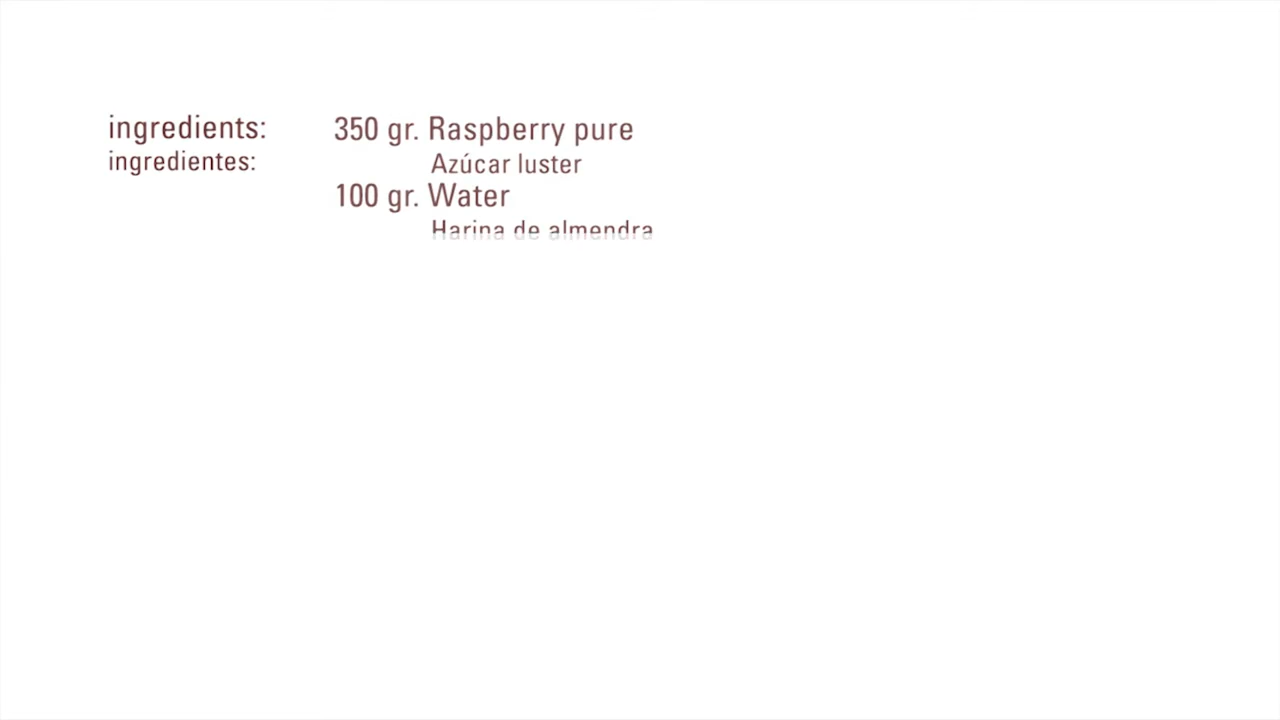 ingredients:
ingredientes:
350 gr. Raspberry pure
Azúcar luster
100 gr. Water
Harina de almendra